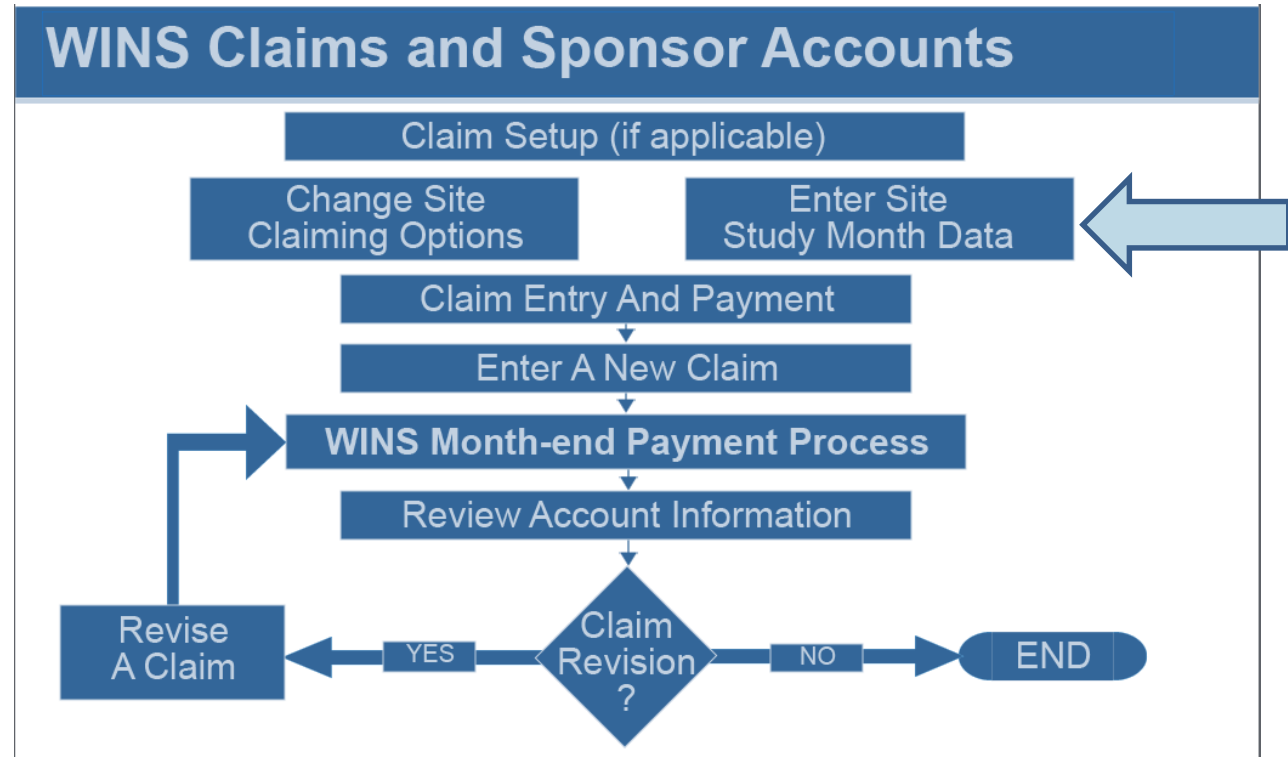 WINS Claims and Sponsor Accounts
Claim Setup (if applicable)
Change Site
Claiming Options
Enter Site
Study Month Data
Claim Entry And Payment
Enter A New Claim
WINS Month-end Payment Process
Review Account Information
Claim
Revision
?
YES
NO
Revise
A Claim
END